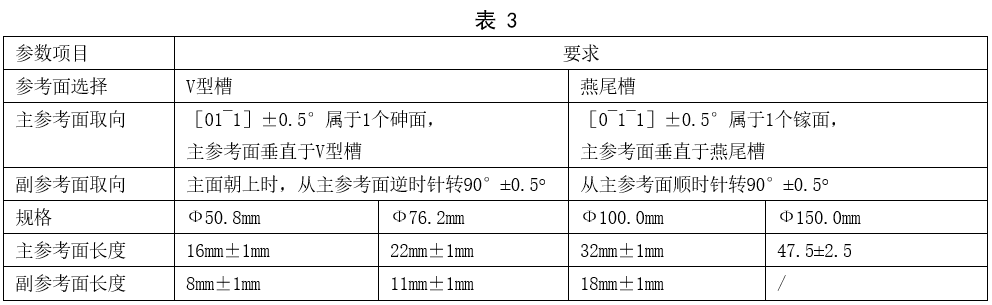 表 3
参数项目 要求
参考面选择 V型槽 燕尾槽
主参考面取向 [01¯1]±0.5°属于1个砷面，主参考面垂直于V型槽 [0¯1¯1]±0.5°属于1个镓面，主参考面垂直于燕尾槽
副参考面取向 主面朝上时，从主参考面逆时针转90°±0.5° 从主参考面顺时针转90°±0.5°
规格 Φ50.8mm Φ76.2mm Φ100.0mm Φ150.0mm
主参考面长度 16mm±1mm 22mm±1mm 32mm±1mm 47.5±2.5
副参考面长度 8mm±1mm 11mm±1mm 18mm±1mm /